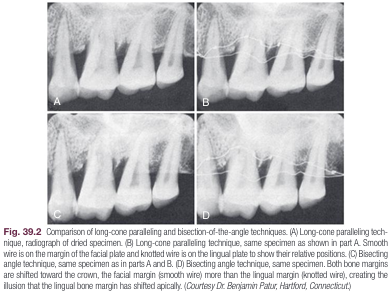 A
B
C
D
Fig. 39.2 Comparison of long-cone paralleling and bisection-of-the-angle techniques. (A) Long-cone paralleling tech-
nique, radiograph of dried specimen. (B) Long-cone paralleling technique, same specimen as shown in part A. Smooth
wire is on the margin of the facial plate and knotted wire is on the lingual plate to show their relative positions. (C) Bisecting
angle technique, same specimen as in parts A and B. (D) Bisecting angle technique, same specimen. Both bone margins
are shifted toward the crown, the facial margin (smooth wire) more than the lingual margin (knotted wire), creating the
illusion that the lingual bone margin has shifted apically. (Courtesy Dr. Benjamin Patur, Hartford, Connecticut.)